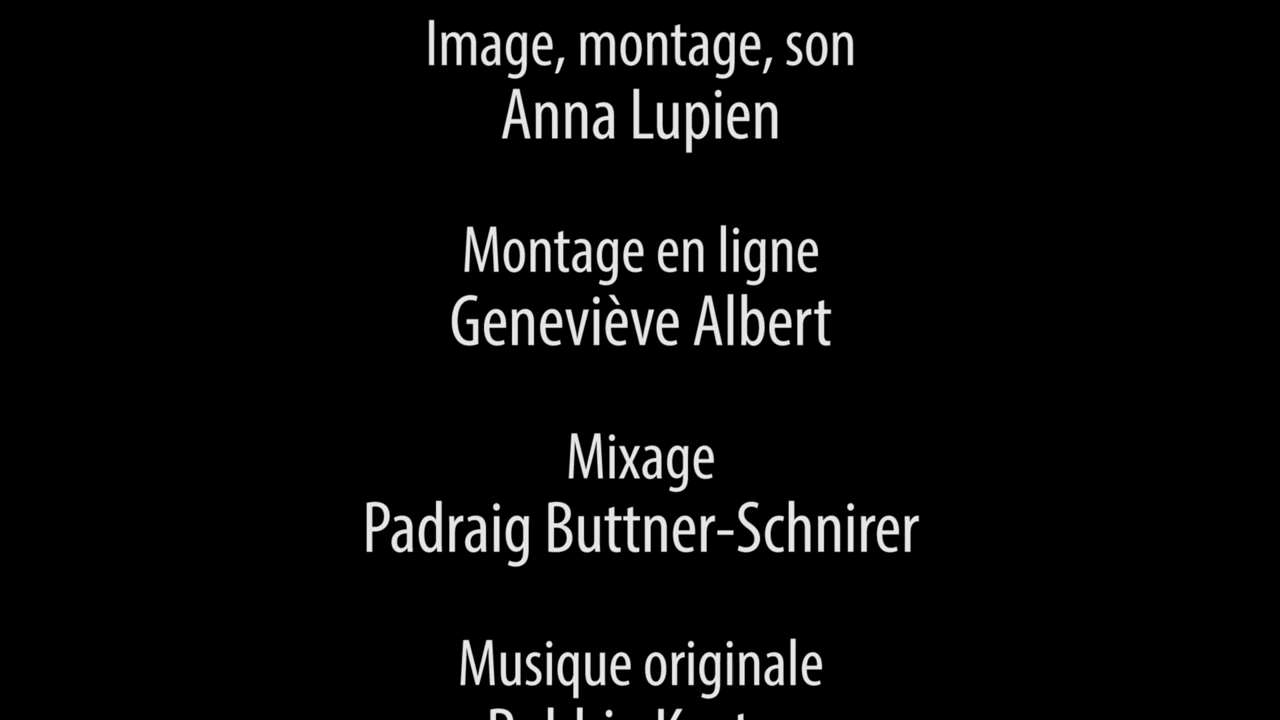 Image, montage, son
Anna Lupien
Montage en ligne
Geneviève Albert
Mixage
Padraig Buttner-Schnirer
Musique originale